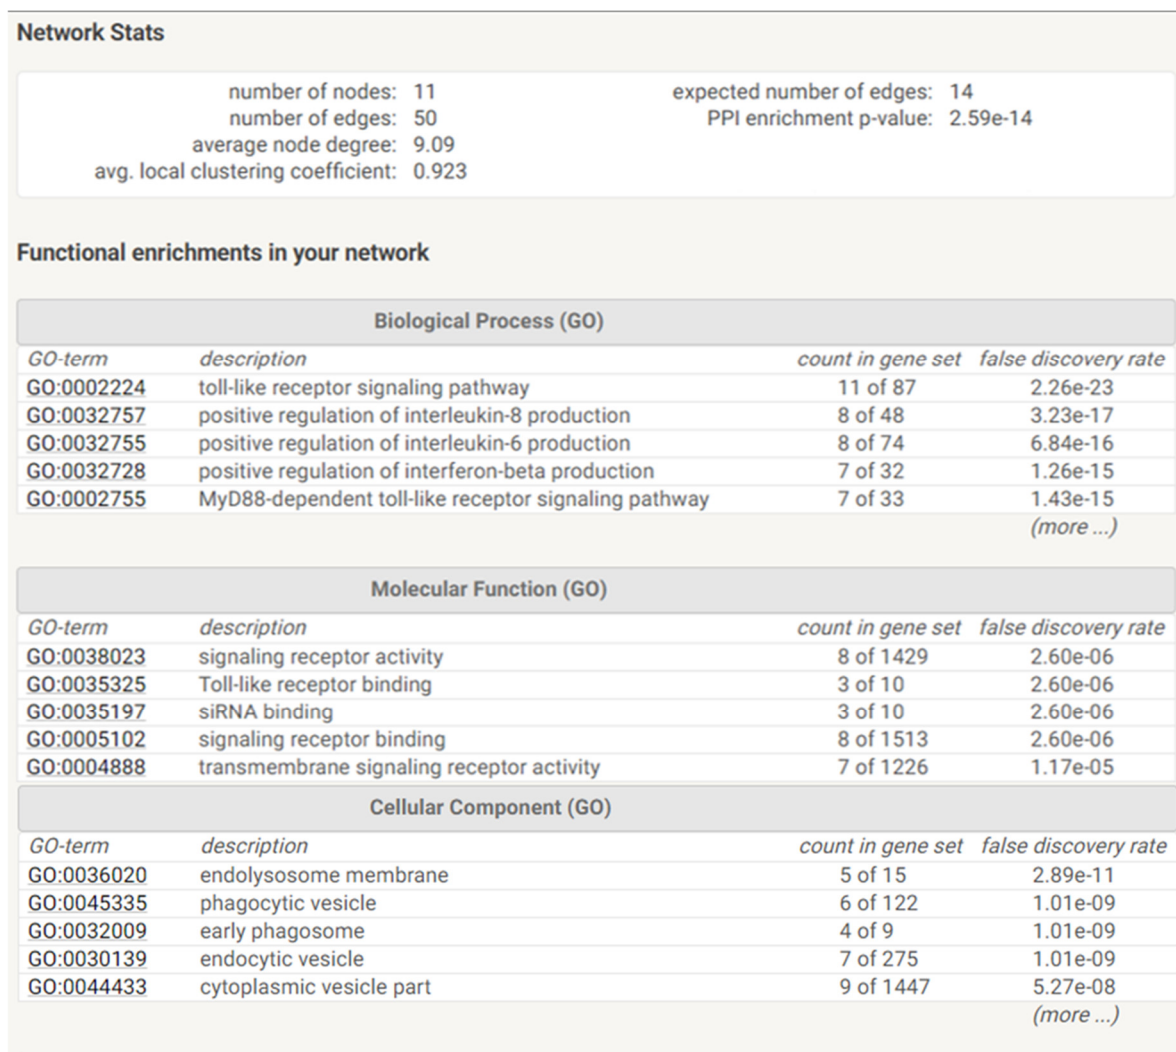 Network Stats
number of nodes: 11 expected number of edges: 14
number of edges: 50 PPI enrichment p-value: 2.59e-14
average node degree: 9.09
avg. local clustering coefficient: 0.923
Functional enrichments in your network
Biological Process (GO)
GO-term description count in gene set false discovery rate
GO:0002224 toll-like receptor signaling pathway 11 of 87 2.26e-23
GO:0032757 positive regulation of interleukin-8 production 8 of 48 3.23e-17
GO:0032755 positive regulation of interleukin-6 production 8 of 74 6.84e-16
GO:0032728 positive regulation of interferon-beta production 7 of 32 1.26e-15
GO:0002755 MyD88-dependent toll-like receptor signaling pathway 7 of 33 1.43e-15
(more ...)
Molecular Function (GO)
GO-term description count in gene set false discovery rate
GO:0038023 signaling receptor activity 8 of 1429 2.60e-06
GO:0035325 Toll-like receptor binding 3 of 10 2.60e-06
GO:0035197 siRNA binding 3 of 10 2.60e-06
GO:0005102 signaling receptor binding 8 of 1513 2.60e-06
GO:0004888 transmembrane signaling receptor activity 7 of 1226 1.17e-05
Cellular Component (GO)
GO-term description count in gene set false discovery rate
GO:0036020 endolysosome membrane 5 of 15 2.89e-11
GO:0045335 phagocytic vesicle 6 of 122 1.01e-09
GO:0032009 early phagosome 4 of 9 1.01e-09
GO:0030139 endocytic vesicle 7 of 275 1.01e-09
GO:0044433 cytoplasmic vesicle part 9 of 1447 5.27e-08
(more ...)